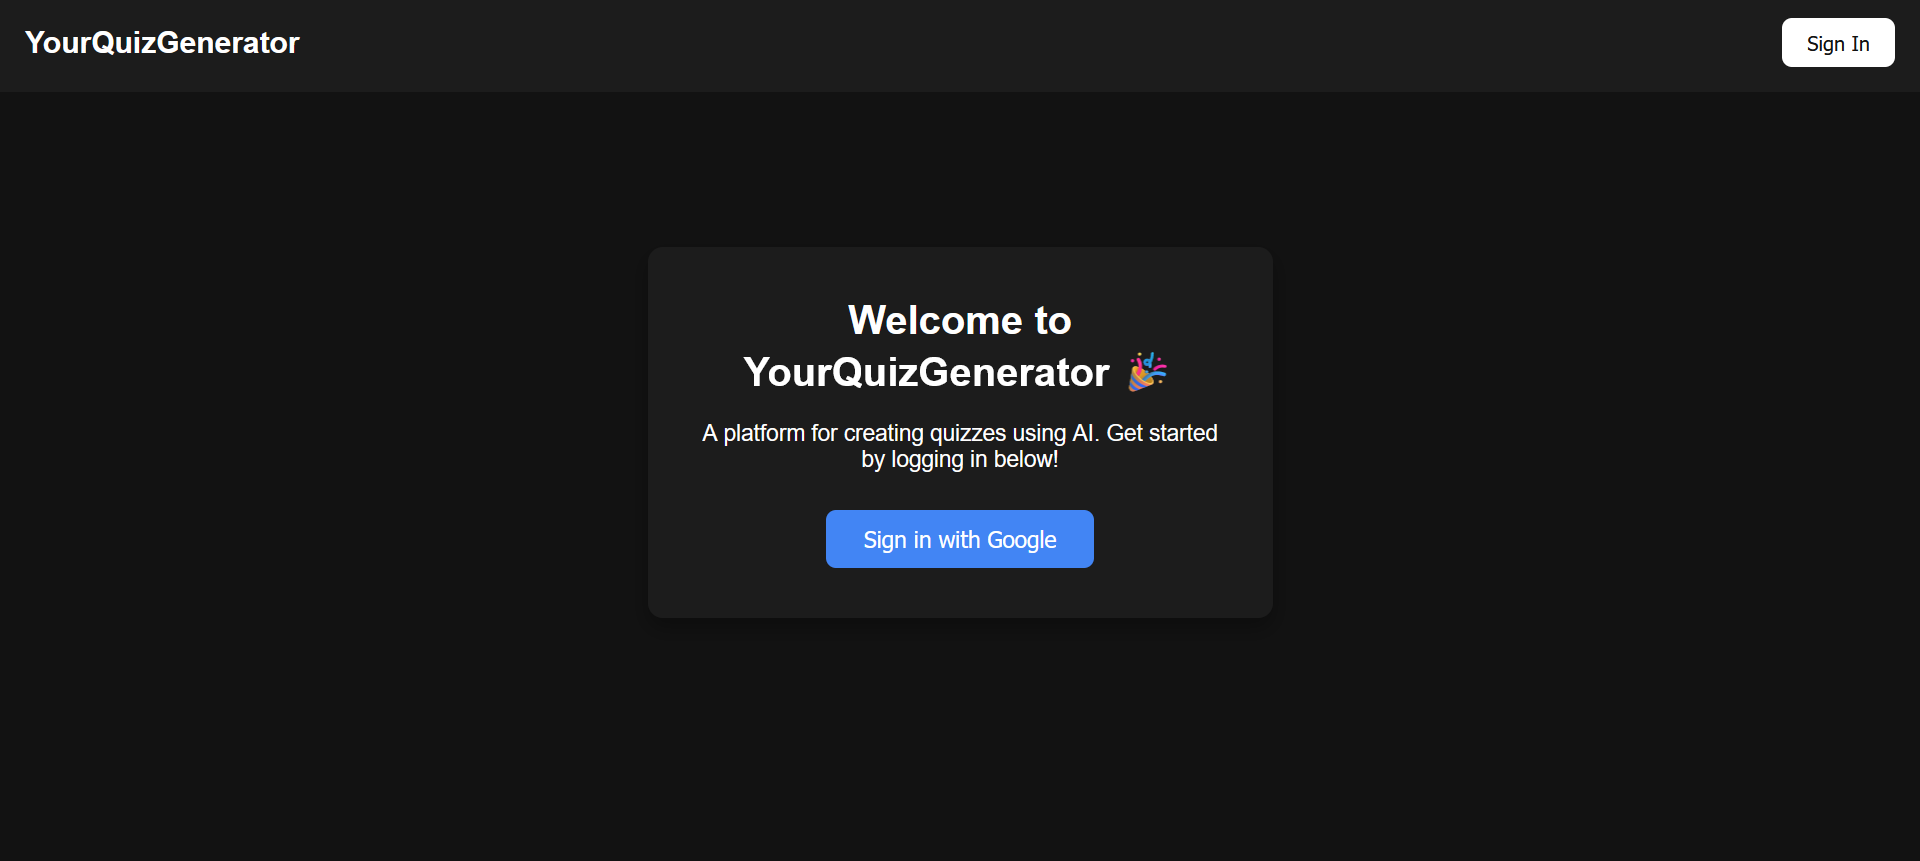 YourQuizGenerator
Sign In
Welcome to
YourQuizGenerator 🎉
A platform for creating quizzes using AI. Get started
by logging in below!
Sign in with Google